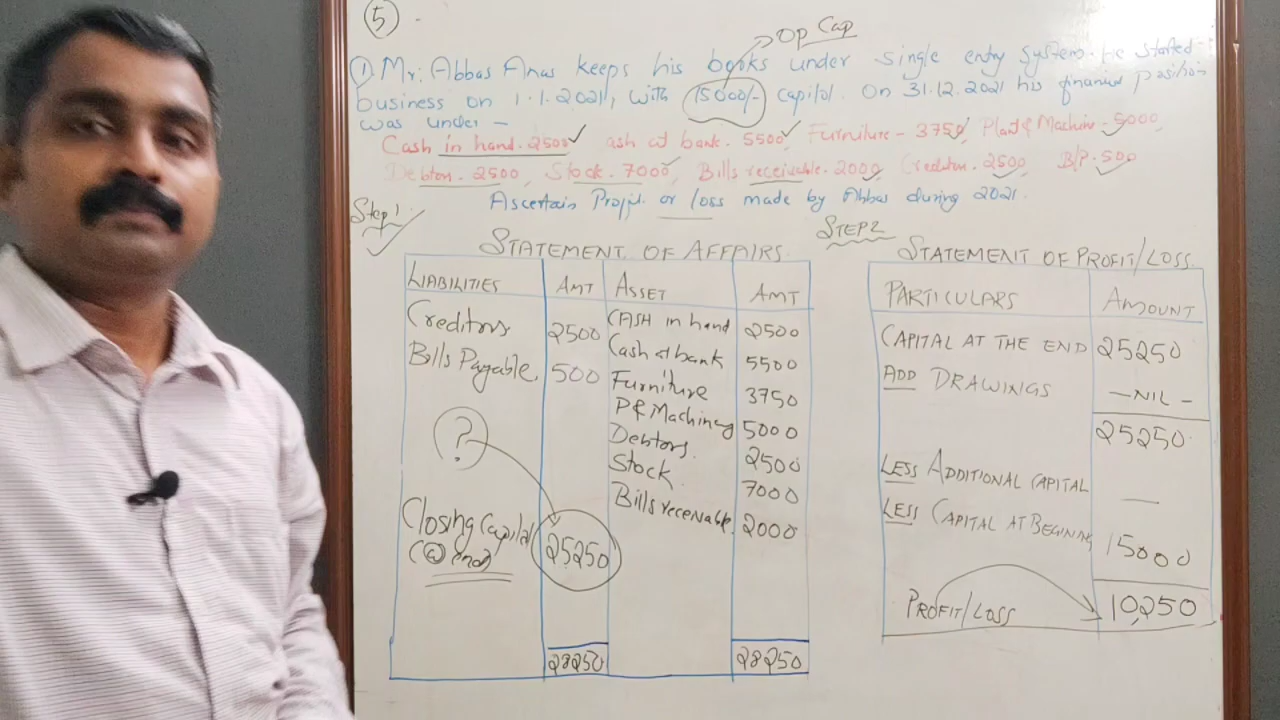 5
Op Cap
1) Mr. Abbas Anas keeps his books under single entry system. He started
business on 1.1.2021, with 15000/- capital. On 31.12.2021 his financial position
was under -
Cash in hand. 2500 ash at bank. 5500 Furniture - 3750 Plant & Machin - 5000
Debtors. 2500, Stock. 7000, Bills receivable. 2000, Creditors. 2500 B/P. 500
Ascertain Profit or loss made by Abbas during 2021.
Step 1
STATEMENT OF AFFAIRS.
LIABILITIES AMT ASSET AMT
Creditors 2500 CASH in hand 2500
Bills Payable. 500 Cash at bank 5500
Furniture 3750
P & Machinery 5000
? Debtors. 2500
Stock. 7000
Bills receivable. 2000
Closing Capital 25250
(@ end)
28250 28250
STEP 2
STATEMENT OF PROFIT/LOSS.
PARTICULARS AMOUNT
CAPITAL AT THE END 25250
ADD DRAWINGS - NIL -
25250
LESS ADDITIONAL CAPITAL —
LESS CAPITAL AT BEGINING 15000
PROFIT/LOSS 10,250